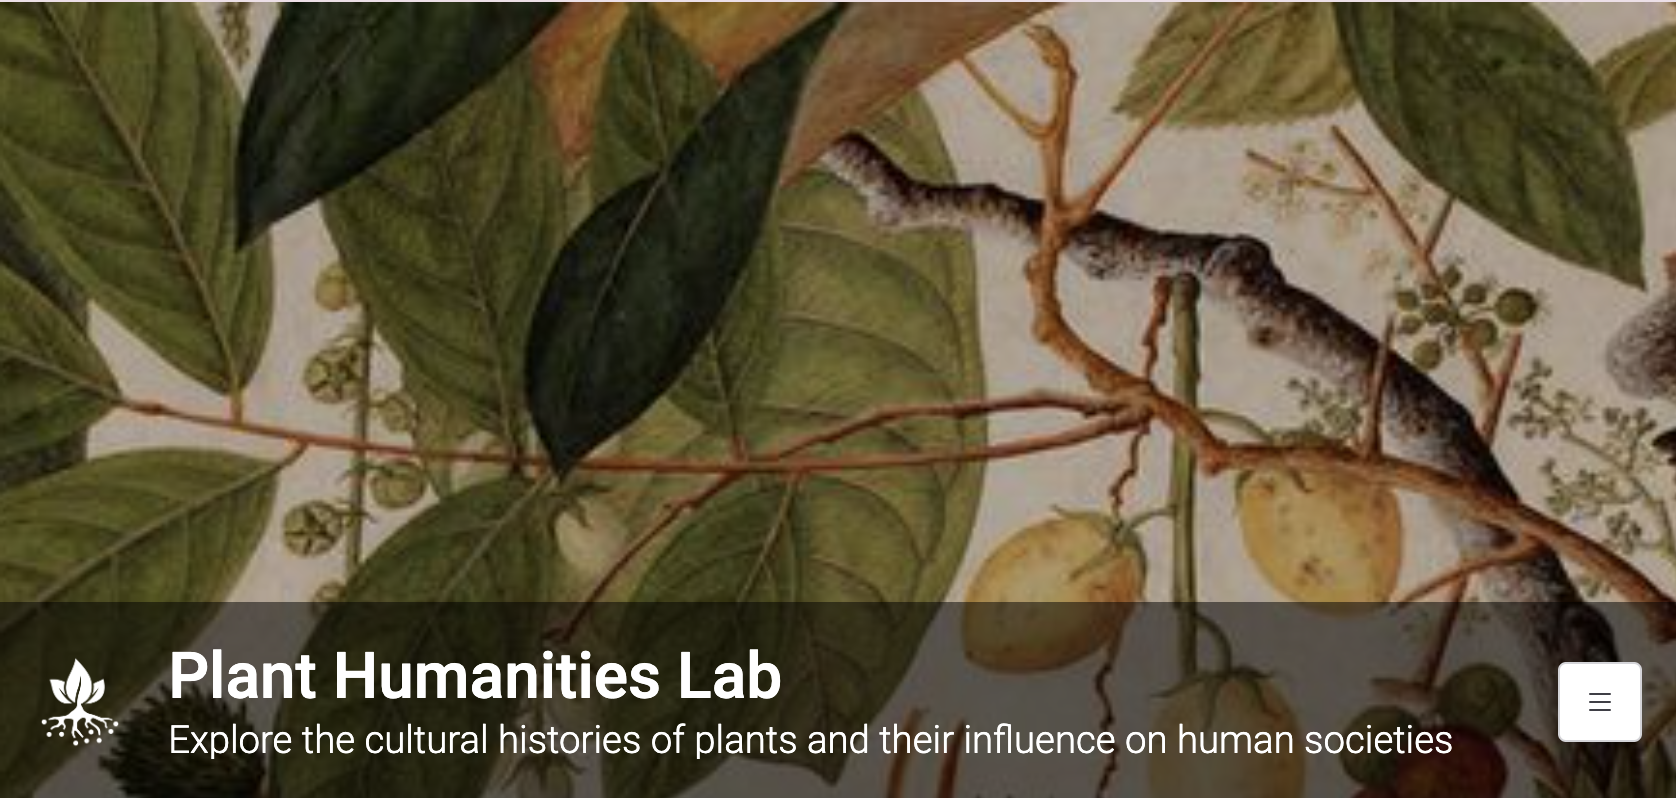 Plant Humanities Lab
Explore the cultural histories of plants and their influence on human societies